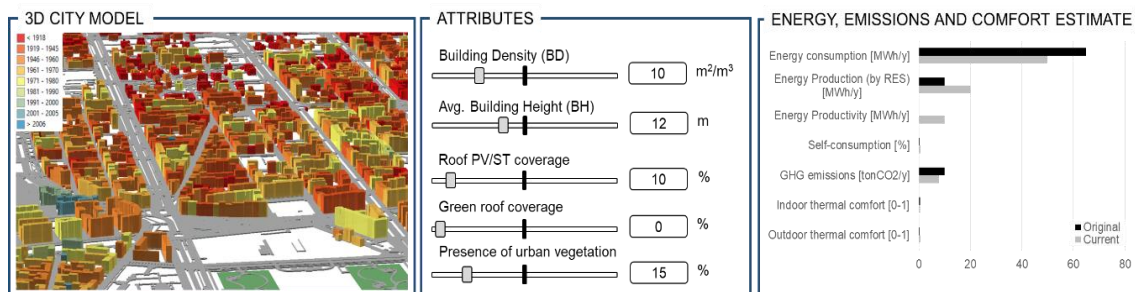 3D CITY MODEL
< 1918
1919 - 1945
1946 - 1960
1961 - 1970
1971 - 1980
1981 - 1990
1991 - 2000
2001 - 2005
> 2006
ATTRIBUTES
Building Density (BD)
10 m²/m³
Avg. Building Height (BH)
12 m
Roof PV/ST coverage
10 %
Green roof coverage
0 %
Presence of urban vegetation
15 %
ENERGY, EMISSIONS AND COMFORT ESTIMATE
Energy consumption [MWh/y]
Energy Production (by RES)
[MWh/y]
Energy Productivity [MWh/y]
Self-consumption [%]
GHG emissions [tonCO2/y]
Indoor thermal comfort [0-1]
Outdoor thermal comfort [0-1]
Original
Current
0 20 40 60 80